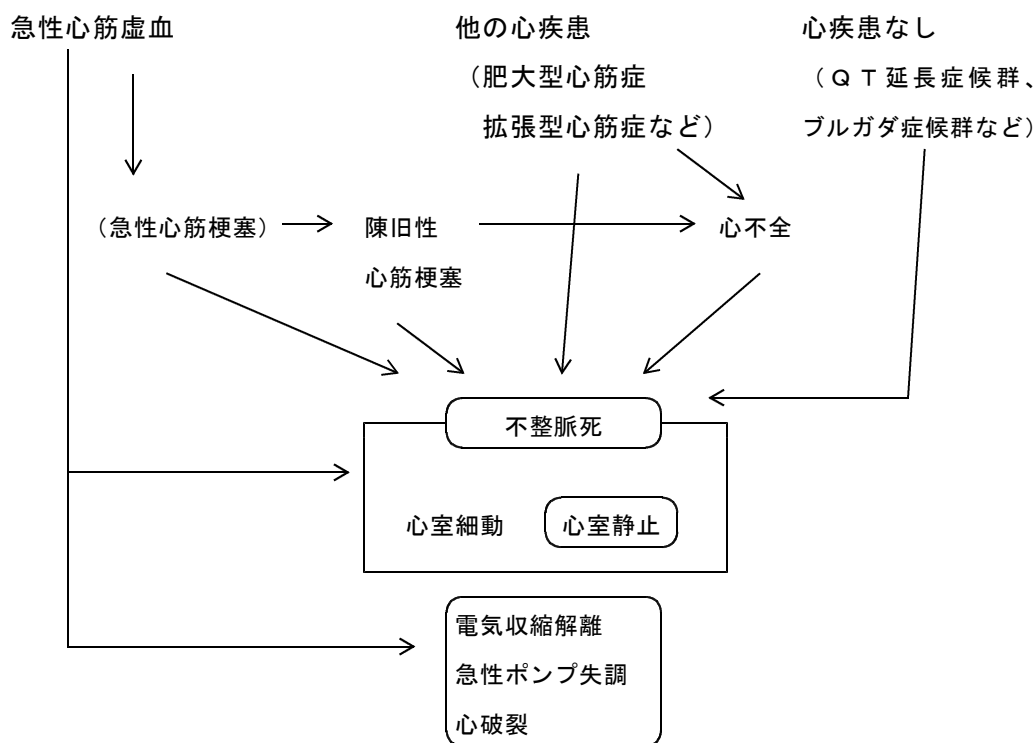 急性心筋虚血
他の心疾患
(肥大型心筋症
拡張型心筋症など)
心疾患なし
(QT延長症候群、
ブルガダ症候群など)
(急性心筋梗塞)
陳旧性
心筋梗塞
心不全
不整脈死
心室細動
心室静止
電気収縮解離
急性ポンプ失調
心破裂